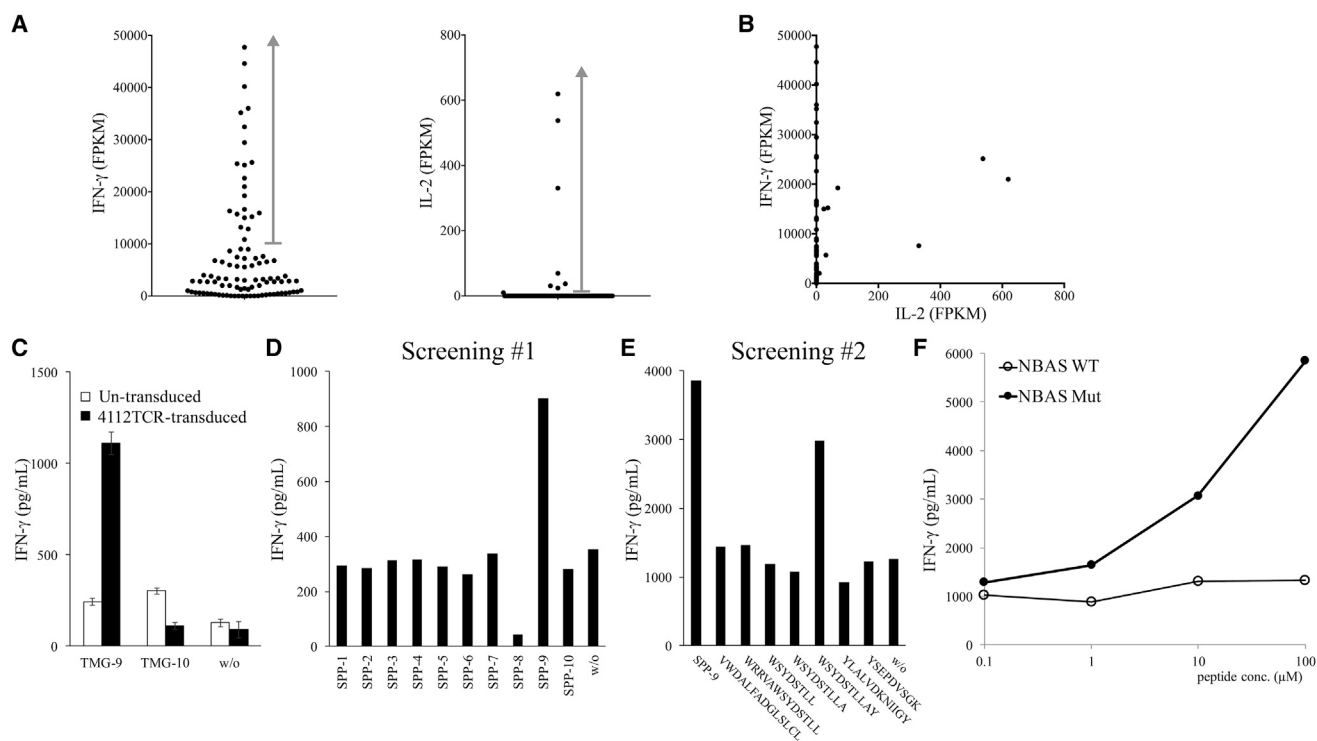 A
IFN-γ (FPKM)
50000
40000
30000
20000
10000
0
IL-2 (FPKM)
800
600
400
200
0
B
IFN-γ (FPKM)
50000
40000
30000
20000
10000
0
0 200 400 600 800
IL-2 (FPKM)
C
IFN-γ (pg/mL)
1500
1000
500
0
Un-transduced
4112TCR-transduced
TMG-9 TMG-10 w/o
D
Screening #1
IFN-γ (pg/mL)
1000
800
600
400
200
0
SPP-1
SPP-2
SPP-3
SPP-4
SPP-5
SPP-6
SPP-7
SPP-8
SPP-9
SPP-10
w/o
E
Screening #2
IFN-γ (pg/mL)
4000
3000
2000
1000
0
SPP-9
VWDALFADGLSLCL
WRRVAWSYDSTLL
WSYDSTLL
WSYDSTLLA
WSYDSTLLAY
YLALVDKNIIGY
YSEPDVSGK
w/o
F
IFN-γ (pg/mL)
6000
5000
4000
3000
2000
1000
0
NBAS WT
NBAS Mut
0.1 1 10 100
peptide conc. (µM)